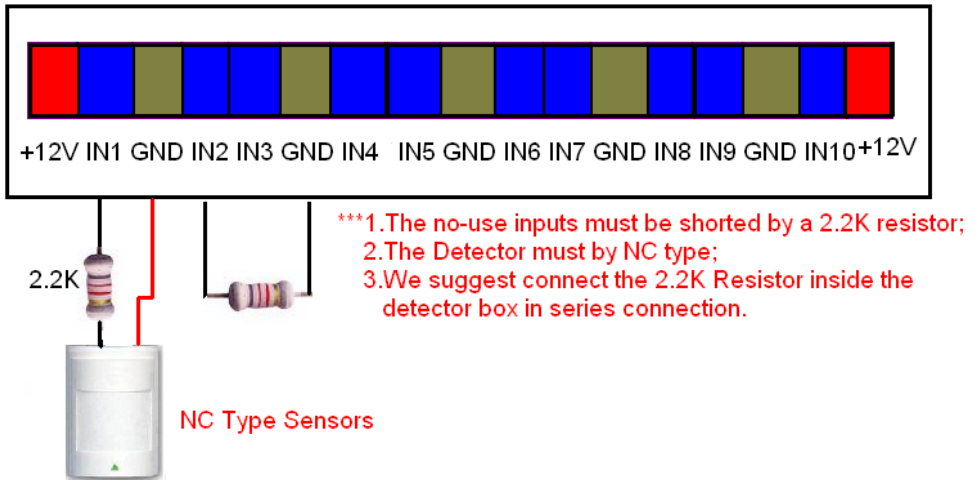 +12V IN1 GND IN2 IN3 GND IN4 IN5 GND IN6 IN7 GND IN8 IN9 GND IN10 +12V
***1.The no-use inputs must be shorted by a 2.2K resistor;
2.The Detector must by NC type;
3.We suggest connect the 2.2K Resistor inside the
detector box in series connection.
2.2K
NC Type Sensors